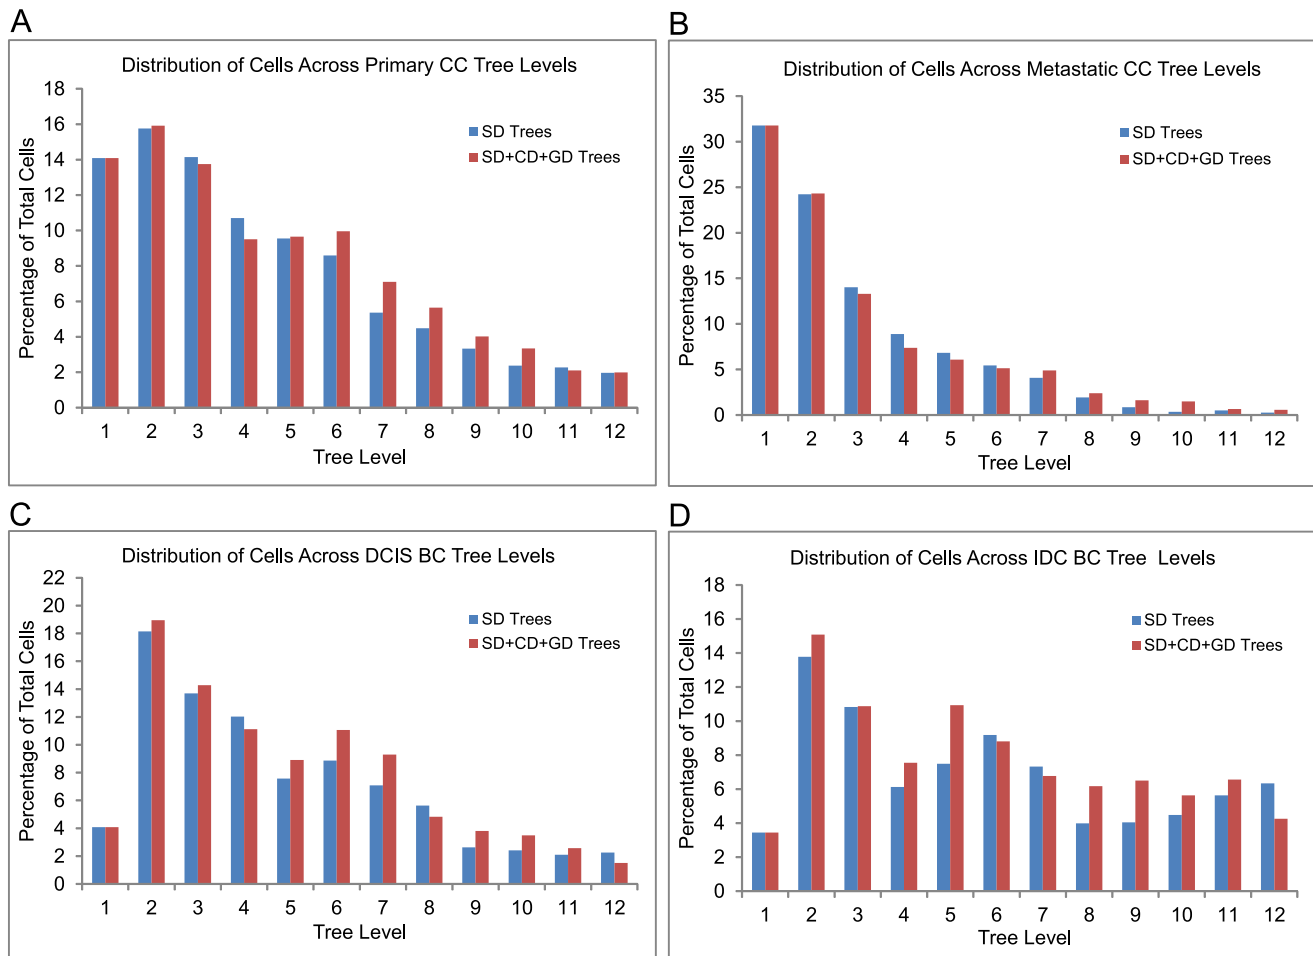 A
Distribution of Cells Across Primary CC Tree Levels
18
16
14
12
10
8
6
4
2
0
Percentage of Total Cells
SD Trees
SD+CD+GD Trees
1 2 3 4 5 6 7 8 9 10 11 12
Tree Level
B
Distribution of Cells Across Metastatic CC Tree Levels
35
30
25
20
15
10
5
0
Percentage of Total Cells
SD Trees
SD+CD+GD Trees
1 2 3 4 5 6 7 8 9 10 11 12
Tree Level
C
Distribution of Cells Across DCIS BC Tree Levels
22
20
18
16
14
12
10
8
6
4
2
0
Percentage of Total Cells
SD Trees
SD+CD+GD Trees
1 2 3 4 5 6 7 8 9 10 11 12
Tree Level
D
Distribution of Cells Across IDC BC Tree Levels
18
16
14
12
10
8
6
4
2
0
Percentage of Total Cells
SD Trees
SD+CD+GD Trees
1 2 3 4 5 6 7 8 9 10 11 12
Tree Level